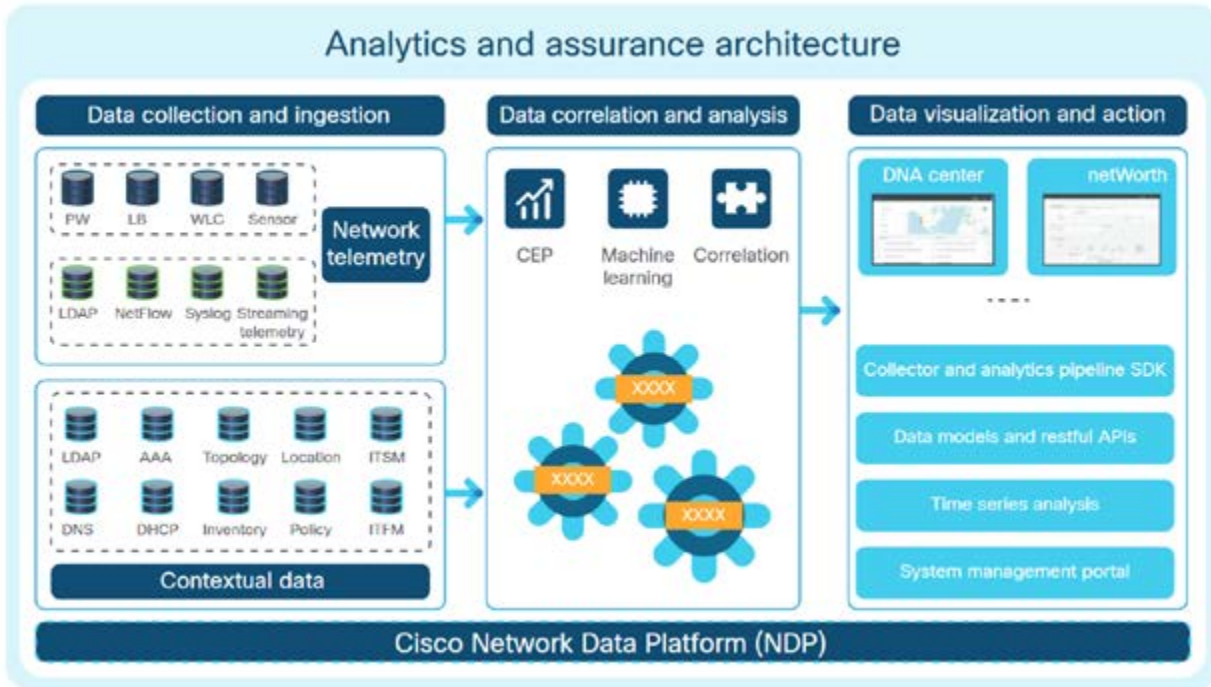 Analytics and assurance architecture
Data collection and ingestion
PW
LB
WLC
Sensor
Network
telemetry
LDAP
NetFlow
Syslog
Streaming
telemetry
LDAP
AAA
Topology
Location
ITSM
DNS
DHCP
Inventory
Policy
ITFM
Contextual data
Data correlation and analysis
CEP
Machine
learning
Correlation
XXXX
XXXX
XXXX
Data visualization and action
DNA center
netWorth
Collector and analytics pipeline SDK
Data models and restful APIs
Time series analysis
System management portal
Cisco Network Data Platform (NDP)